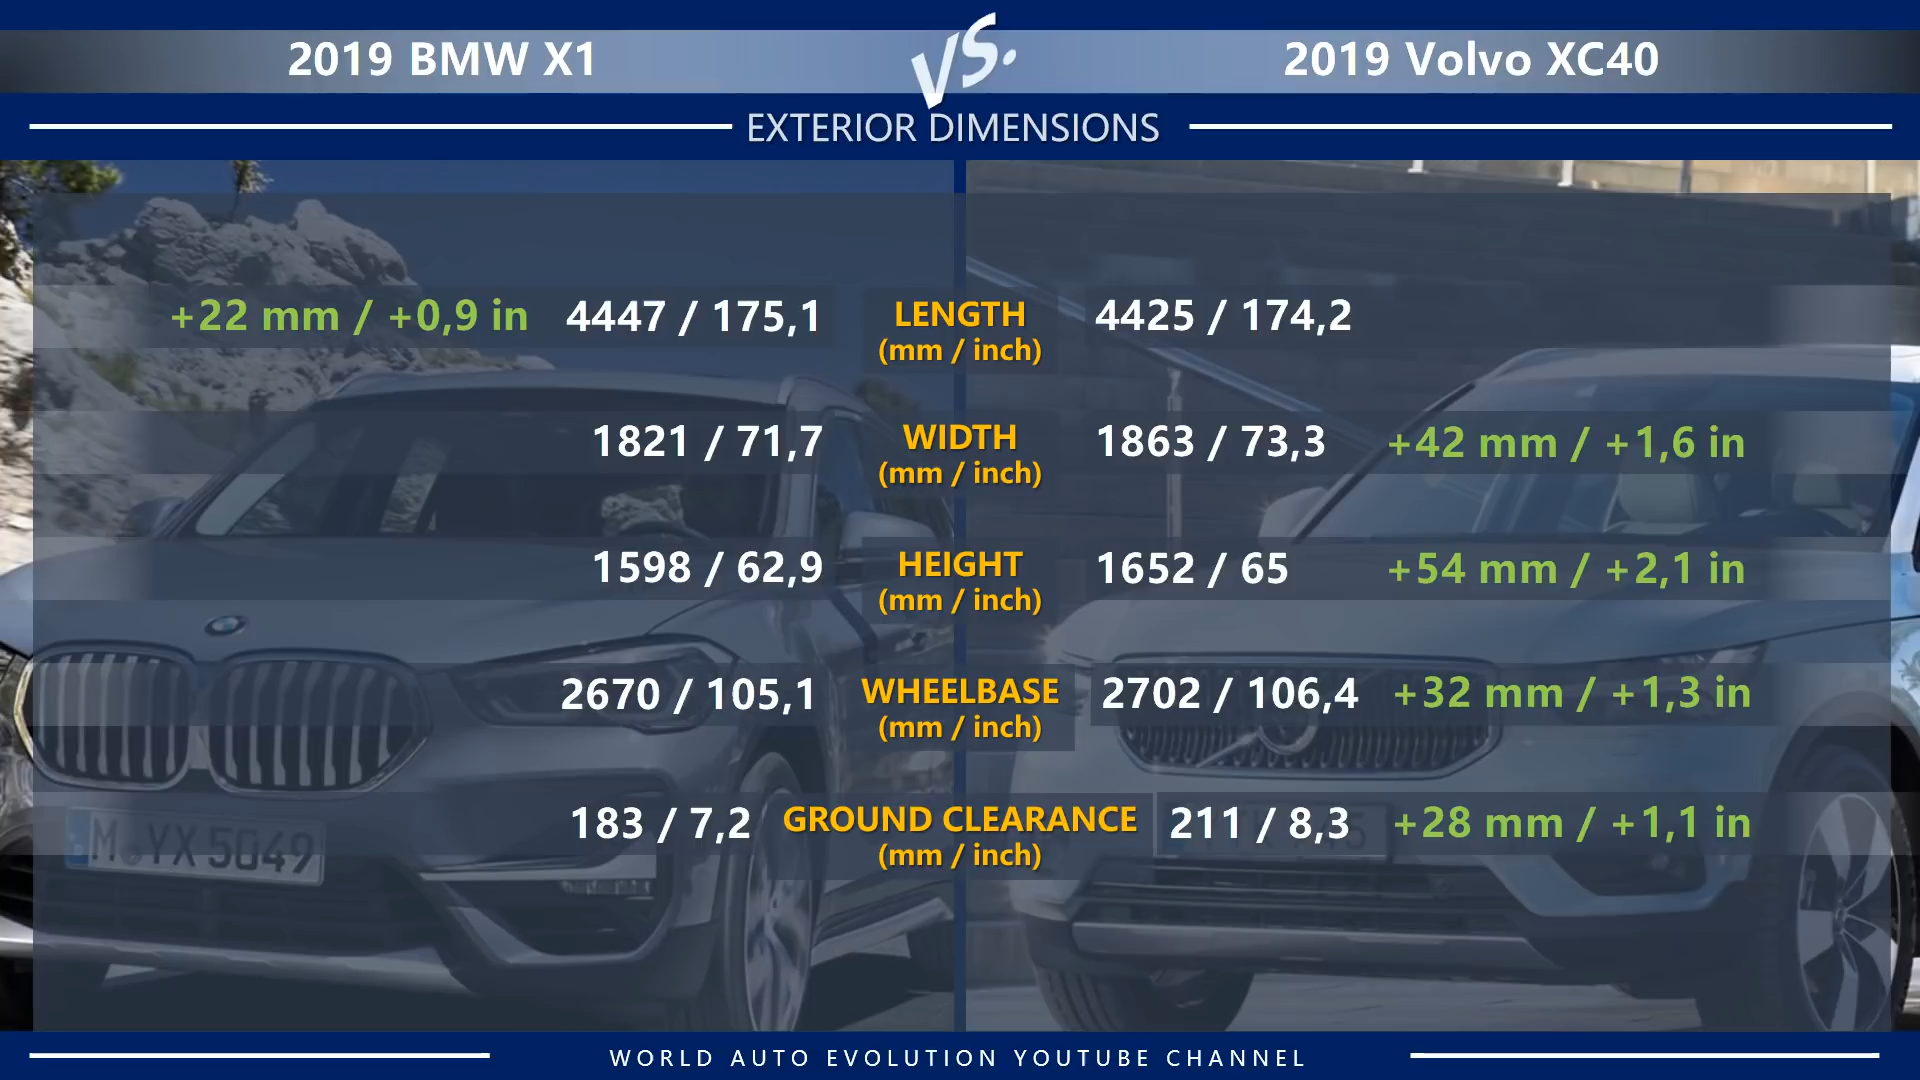 2019 BMW X1 VS. 2019 Volvo XC40
EXTERIOR DIMENSIONS
+22 mm / +0,9 in 4447 / 175,1 LENGTH 4425 / 174,2
(mm / inch)
1821 / 71,7 WIDTH 1863 / 73,3 +42 mm / +1,6 in
(mm / inch)
1598 / 62,9 HEIGHT 1652 / 65 +54 mm / +2,1 in
(mm / inch)
2670 / 105,1 WHEELBASE 2702 / 106,4 +32 mm / +1,3 in
(mm / inch)
183 / 7,2 GROUND CLEARANCE 211 / 8,3 +28 mm / +1,1 in
(mm / inch)
M YX 5049
WORLD AUTO EVOLUTION YOUTUBE CHANNEL